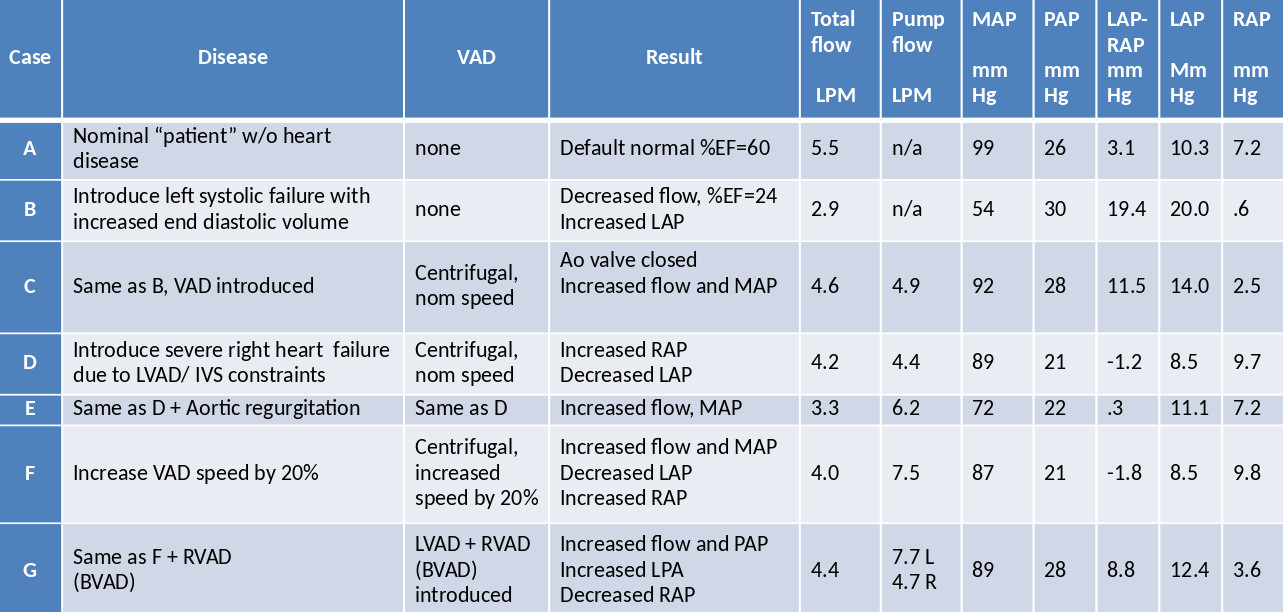 Case Disease VAD Result Total flow LPM Pump flow LPM MAP mm Hg PAP mm Hg LAP-RAP mm Hg LAP Mm Hg RAP mm Hg
A
Nominal “patient” w/o heart
disease
none
Default normal %EF=60
5.5 n/a 99 26 3.1 10.3 7.2
B
Introduce left systolic failure with
increased end diastolic volume
none
Decreased flow, %EF=24
Increased LAP
2.9 n/a 54 30 19.4 20.0 .6
C
Same as B, VAD introduced
Centrifugal,
nom speed
Ao valve closed
Increased flow and MAP
4.6 4.9 92 28 11.5 14.0 2.5
D
Introduce severe right heart failure
due to LVAD/ IVS constraints
Centrifugal,
nom speed
Increased RAP
Decreased LAP
4.2 4.4 89 21 -1.2 8.5 9.7
E
Same as D + Aortic regurgitation
Same as D
Increased flow, MAP
3.3 6.2 72 22 .3 11.1 7.2
F
Increase VAD speed by 20%
Centrifugal,
increased
speed by 20%
Increased flow and MAP
Decreased LAP
Increased RAP
4.0 7.5 87 21 -1.8 8.5 9.8
G
Same as F + RVAD
(BVAD)
LVAD + RVAD
(BVAD)
introduced
Increased flow and PAP
Increased LPA
Decreased RAP
4.4
7.7 L
4.7 R
89 28 8.8 12.4 3.6